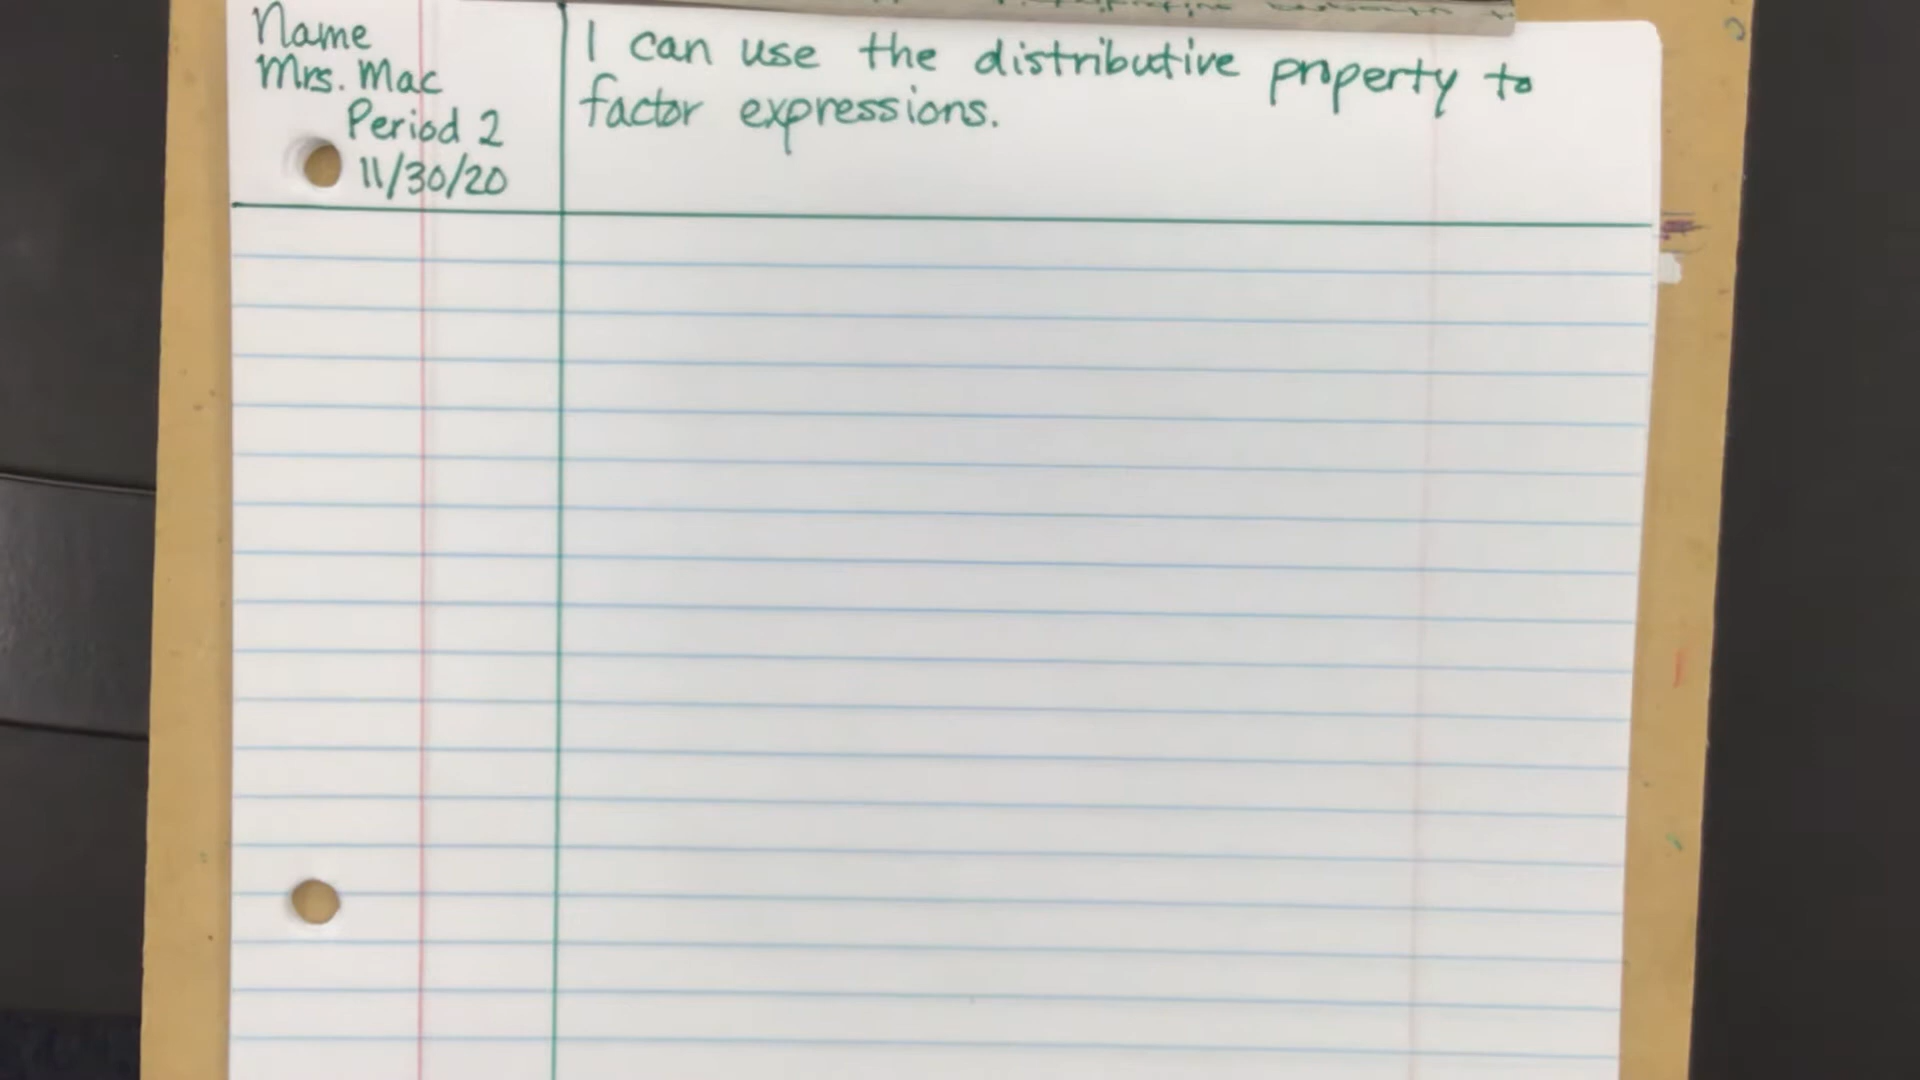 Name
Mrs. Mac
Period 2
11/30/20
I can use the distributive property to
factor expressions.